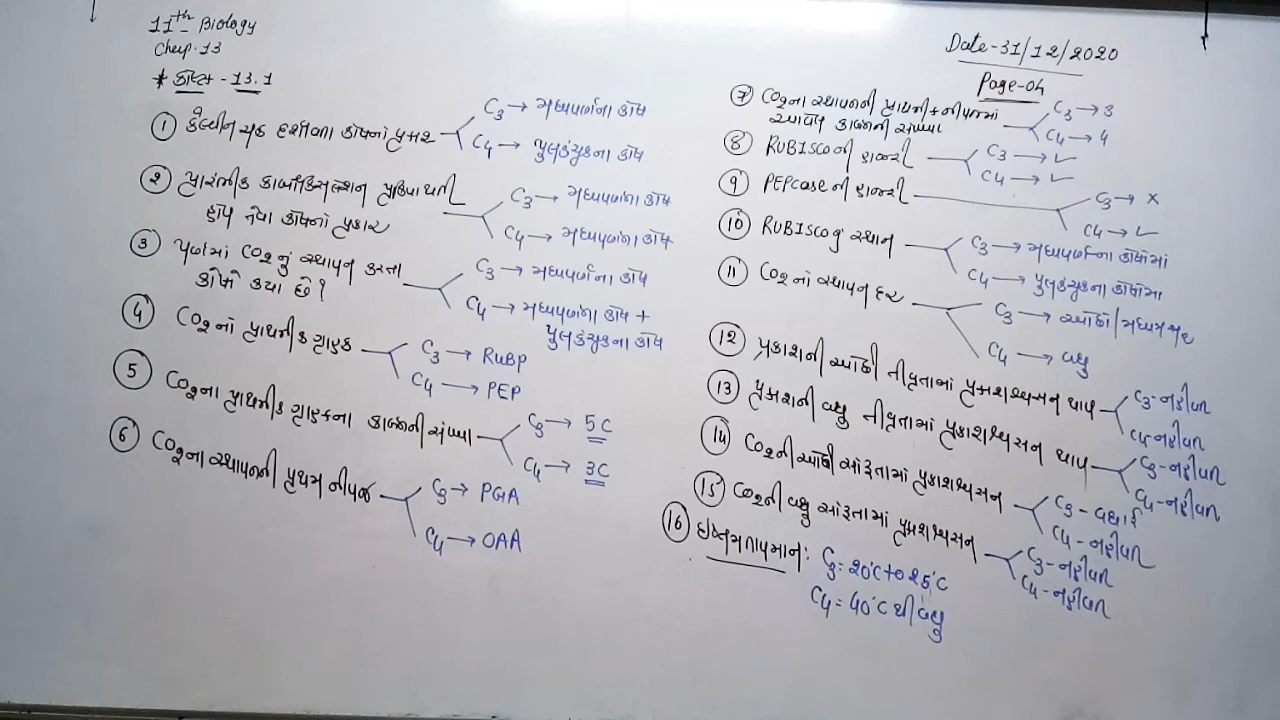 11th Biology
Chep-13
* કોષ્ટક - 13.1
① કેલ્વીન ચક્ર દર્શાવતા કોષનાં પ્રકાર
C3 → મધ્યપર્ણના કોષ
C4 → પુલકંચુકના કોષ
② પ્રારંભીક કાર્બોક્સિલેશન પ્રક્રિયા થતી
હોય તેવા કોષનાં પ્રકાર
C3 → મધ્યપર્ણના કોષ
C4 → મધ્યપર્ણના કોષ
③ પર્ણમાં CO2નું સ્થાપન કરતા
કોષો કયા છે?
C3 → મધ્યપર્ણના કોષ
C4 → મધ્યપર્ણના કોષ +
પુલકંચુકના કોષ
④ CO2નાં પ્રાથમીક ગ્રાહક
C3 → RuBP
C4 → PEP
5 CO2ના પ્રાથમીક ગ્રાહકના કાર્બનની સંખ્યા
C3 → 5C
C4 → 3C
⑥ CO2ના સ્થાપનની પ્રથમ નીપજ
C3 → PGA
C4 → OAA
Date-31/12/2020
Page-04
⑦ CO2ના સ્થાપનની પ્રાથમીક નીપજમાં
આવેલ કાર્બનની સંખ્યા
C3 → 3
C4 → 4
⑧ RUBISCOની હાજરી
C3 → ✓
C4 → ✓
⑨ PEPcaseની હાજરી
C3 → ×
C4 → ✓
⑩ RUBISCOનું સ્થાન
C3 → મધ્યપર્ણના કોષોમાં
C4 → પુલકંચુકના કોષોમા
⑪ CO2નાં સ્થાપન દર
C3 → ઓછો/મધ્યમસર
C4 → વધુ
⑫ પ્રકાશની ઓછી તીવ્રતામાં પ્રકાશશ્વસન થાય
C3-નહીવત
C4-નહીવત
⑬ પ્રકાશની વધુ તીવ્રતામાં પ્રકાશશ્વસન થાય
C3-નહીવત
C4-નહીવત
⑭ CO2ની ઓછી સાંદ્રતામાં પ્રકાશશ્વસન
C3 - વધારે
C4 - નહીવત
⑮ CO2ની વધુ સાંદ્રતામાં પ્રકાશશ્વસન
C3 - નહીવત
C4 - નહીવત
⑯ ઇષ્ટતમતાપમાન:
C3 = 20°C to 25°C
C4 = 40°C થી વધુ